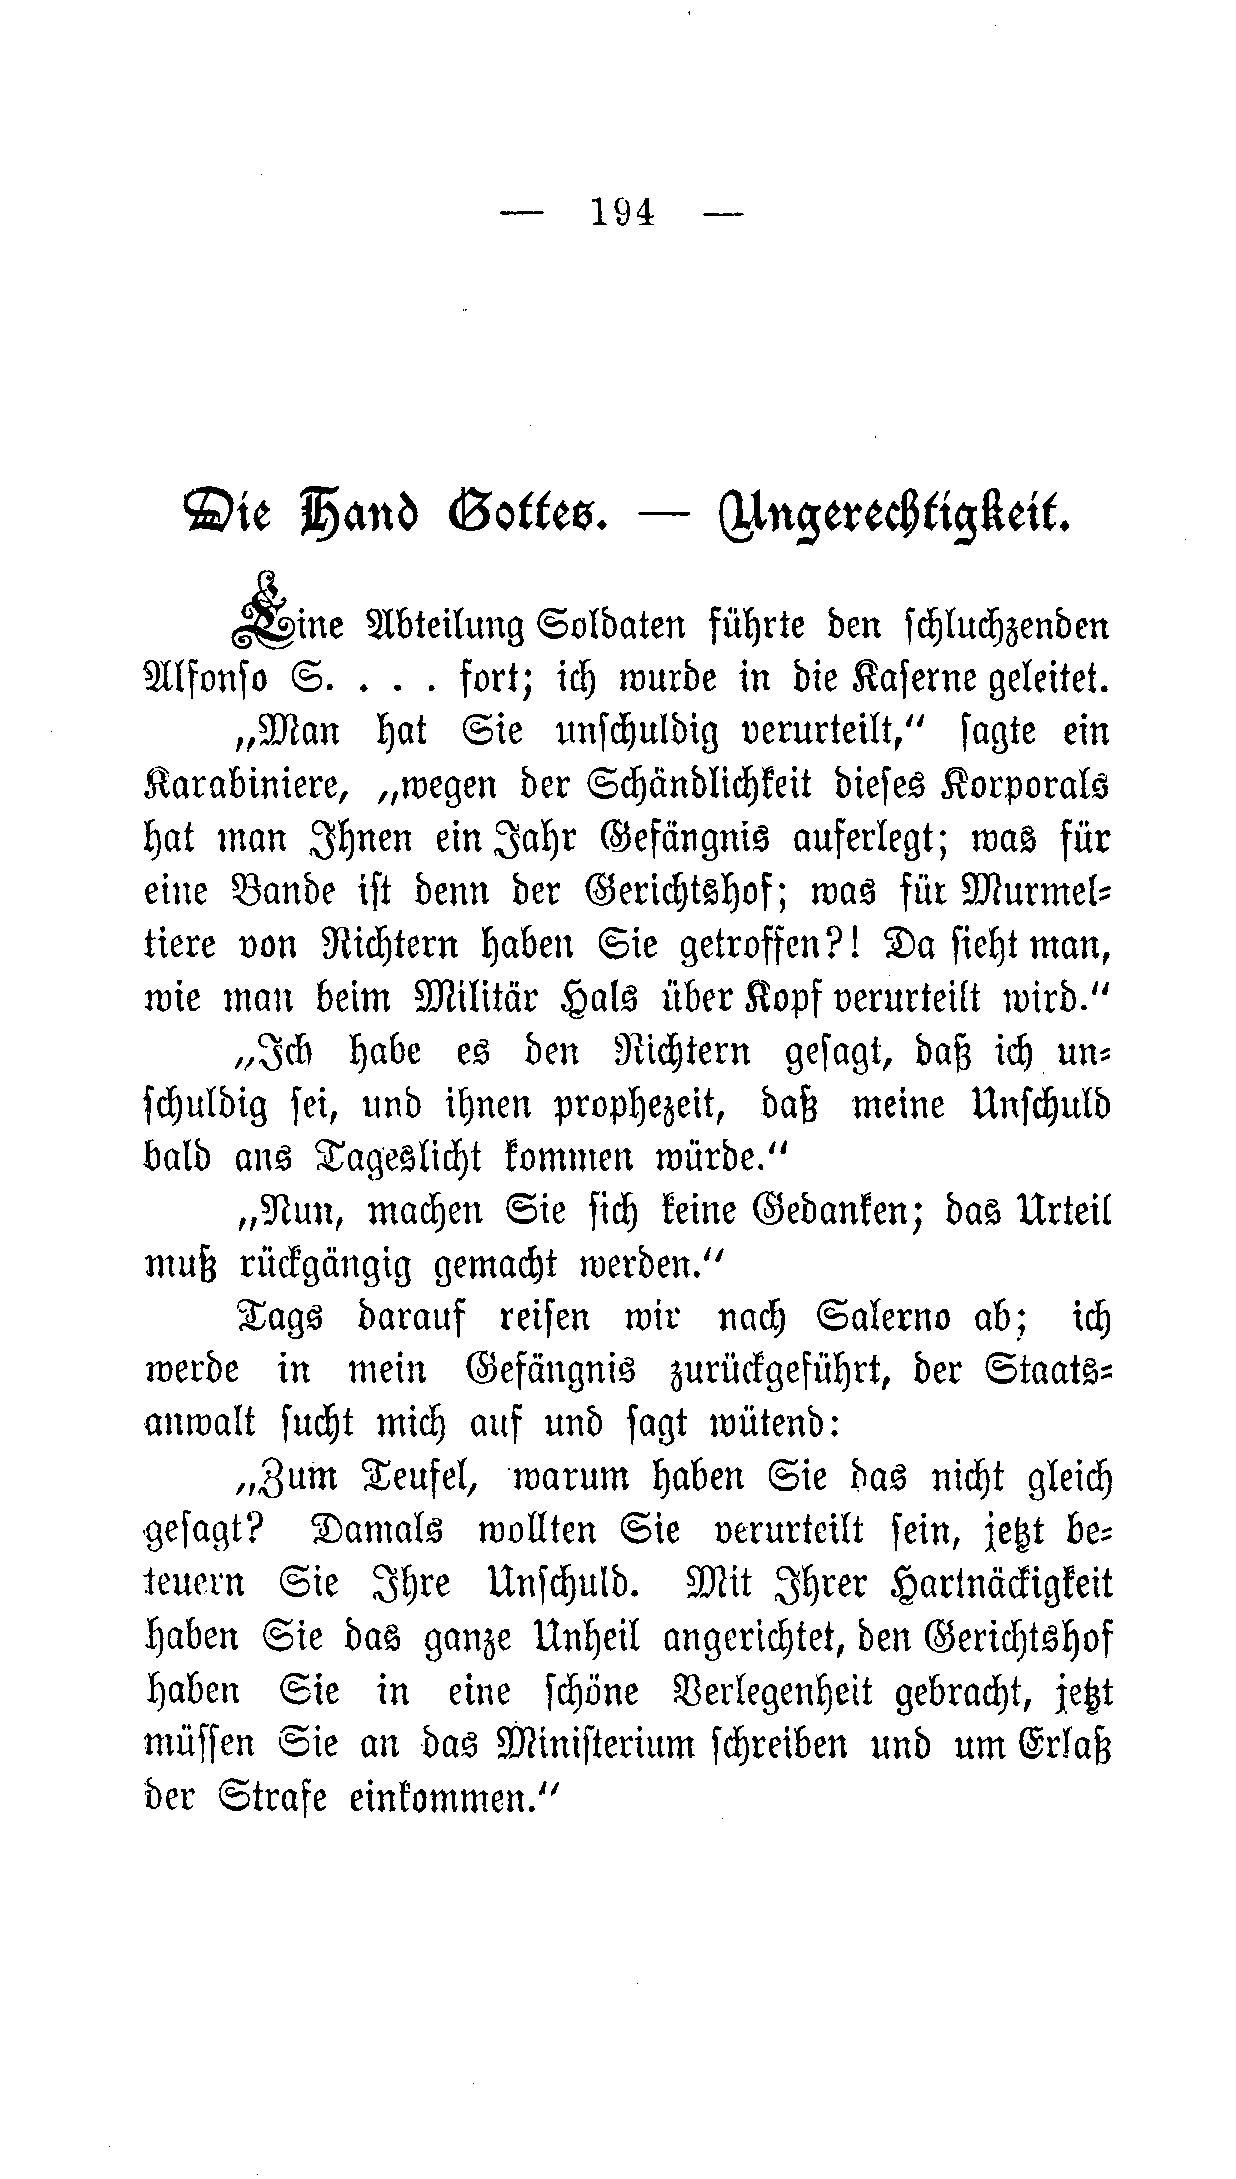 — 194 —
Die Hand Gottes. — Ungerechtigkeit.
Eine Abteilung Soldaten führte den schluchzenden
Alfonso S. . . . fort; ich wurde in die Kaserne geleitet.
„Man hat Sie unschuldig verurteilt,“ sagte ein
Karabiniere, „wegen der Schändlichkeit dieses Korporals
hat man Ihnen ein Jahr Gefängnis auferlegt; was für
eine Bande ist denn der Gerichtshof; was für Murmel-
tiere von Richtern haben Sie getroffen?! Da sieht man,
wie man beim Militär Hals über Kopf verurteilt wird.“
„Ich habe es den Richtern gesagt, daß ich un-
schuldig sei, und ihnen prophezeit, daß meine Unschuld
bald ans Tageslicht kommen würde.“
„Nun, machen Sie sich keine Gedanken; das Urteil
muß rückgängig gemacht werden.“
Tags darauf reisen wir nach Salerno ab; ich
werde in mein Gefängnis zurückgeführt, der Staats-
anwalt sucht mich auf und sagt wütend:
„Zum Teufel, warum haben Sie das nicht gleich
gesagt? Damals wollten Sie verurteilt sein, jetzt be-
teuern Sie Ihre Unschuld. Mit Ihrer Hartnäckigkeit
haben Sie das ganze Unheil angerichtet, den Gerichtshof
haben Sie in eine schöne Verlegenheit gebracht, jetzt
müssen Sie an das Ministerium schreiben und um Erlaß
der Strafe einkommen.“